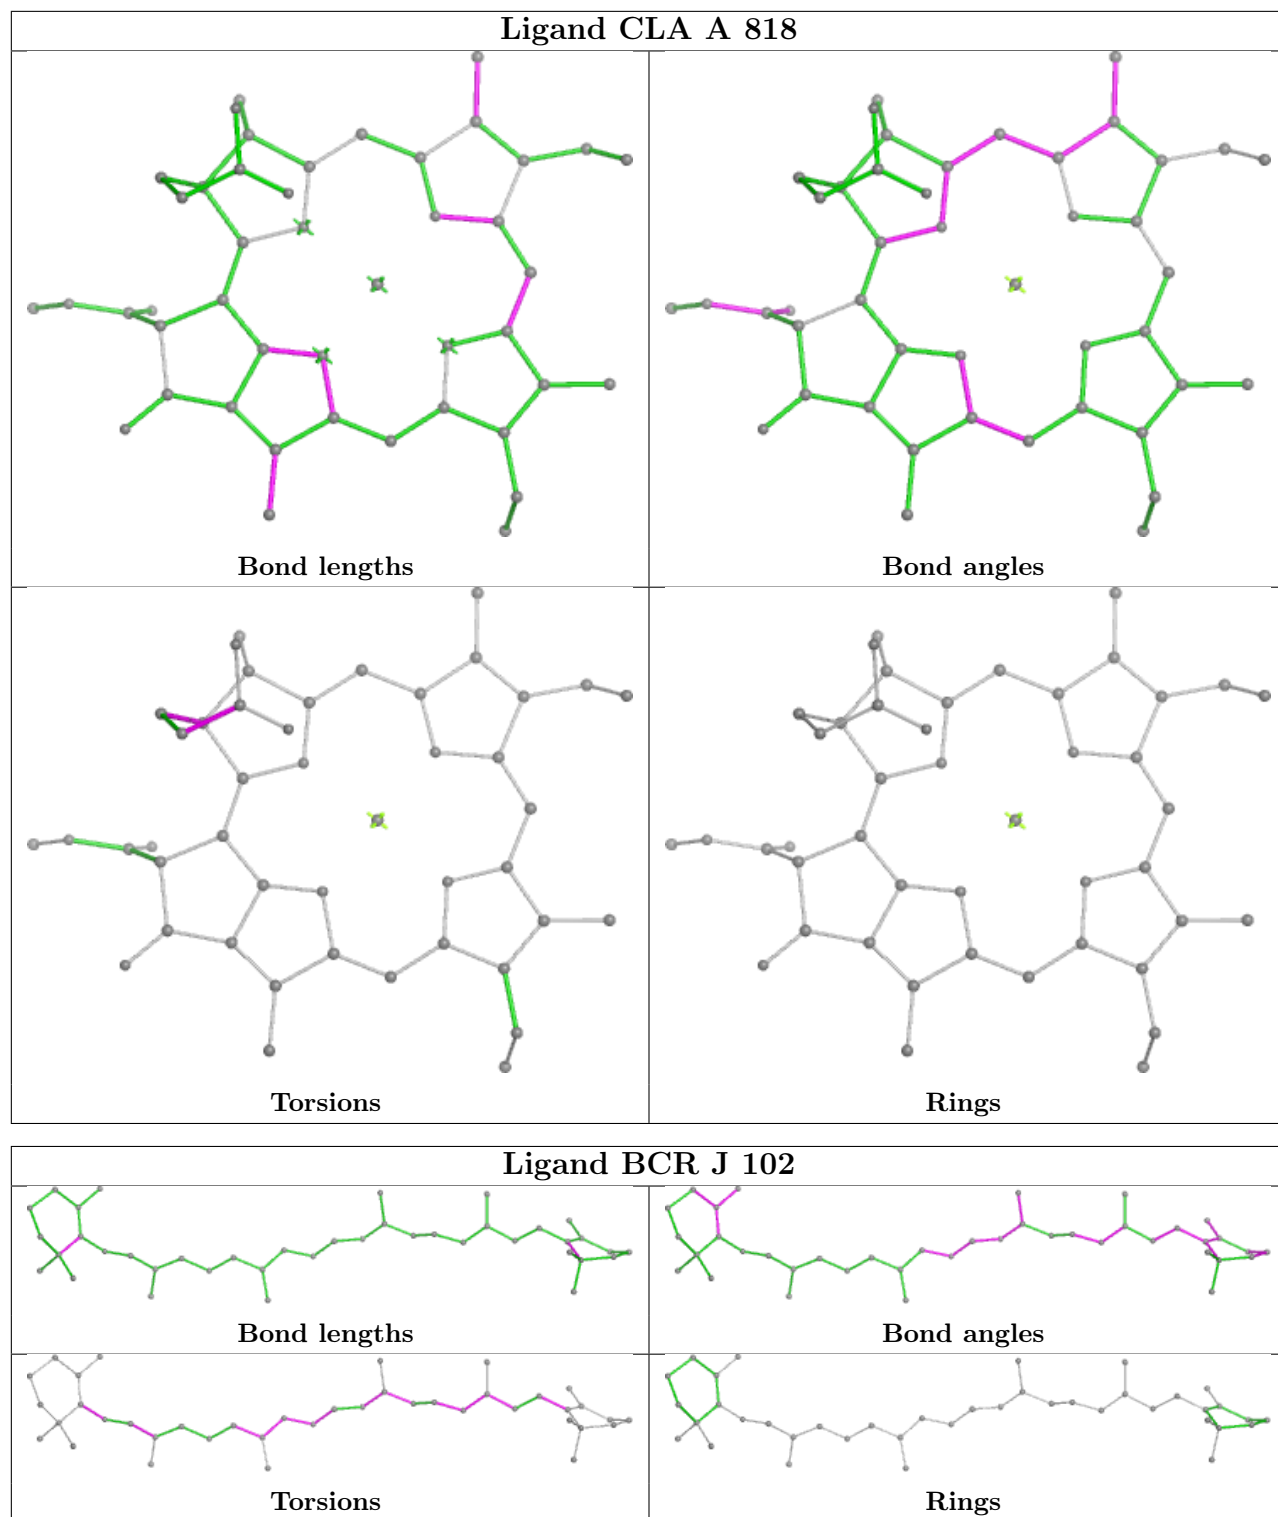 Ligand CLA A 818
Bond lengths
Bond angles
Torsions
Rings
Ligand BCR J 102
Bond lengths
Bond angles
Torsions
Rings